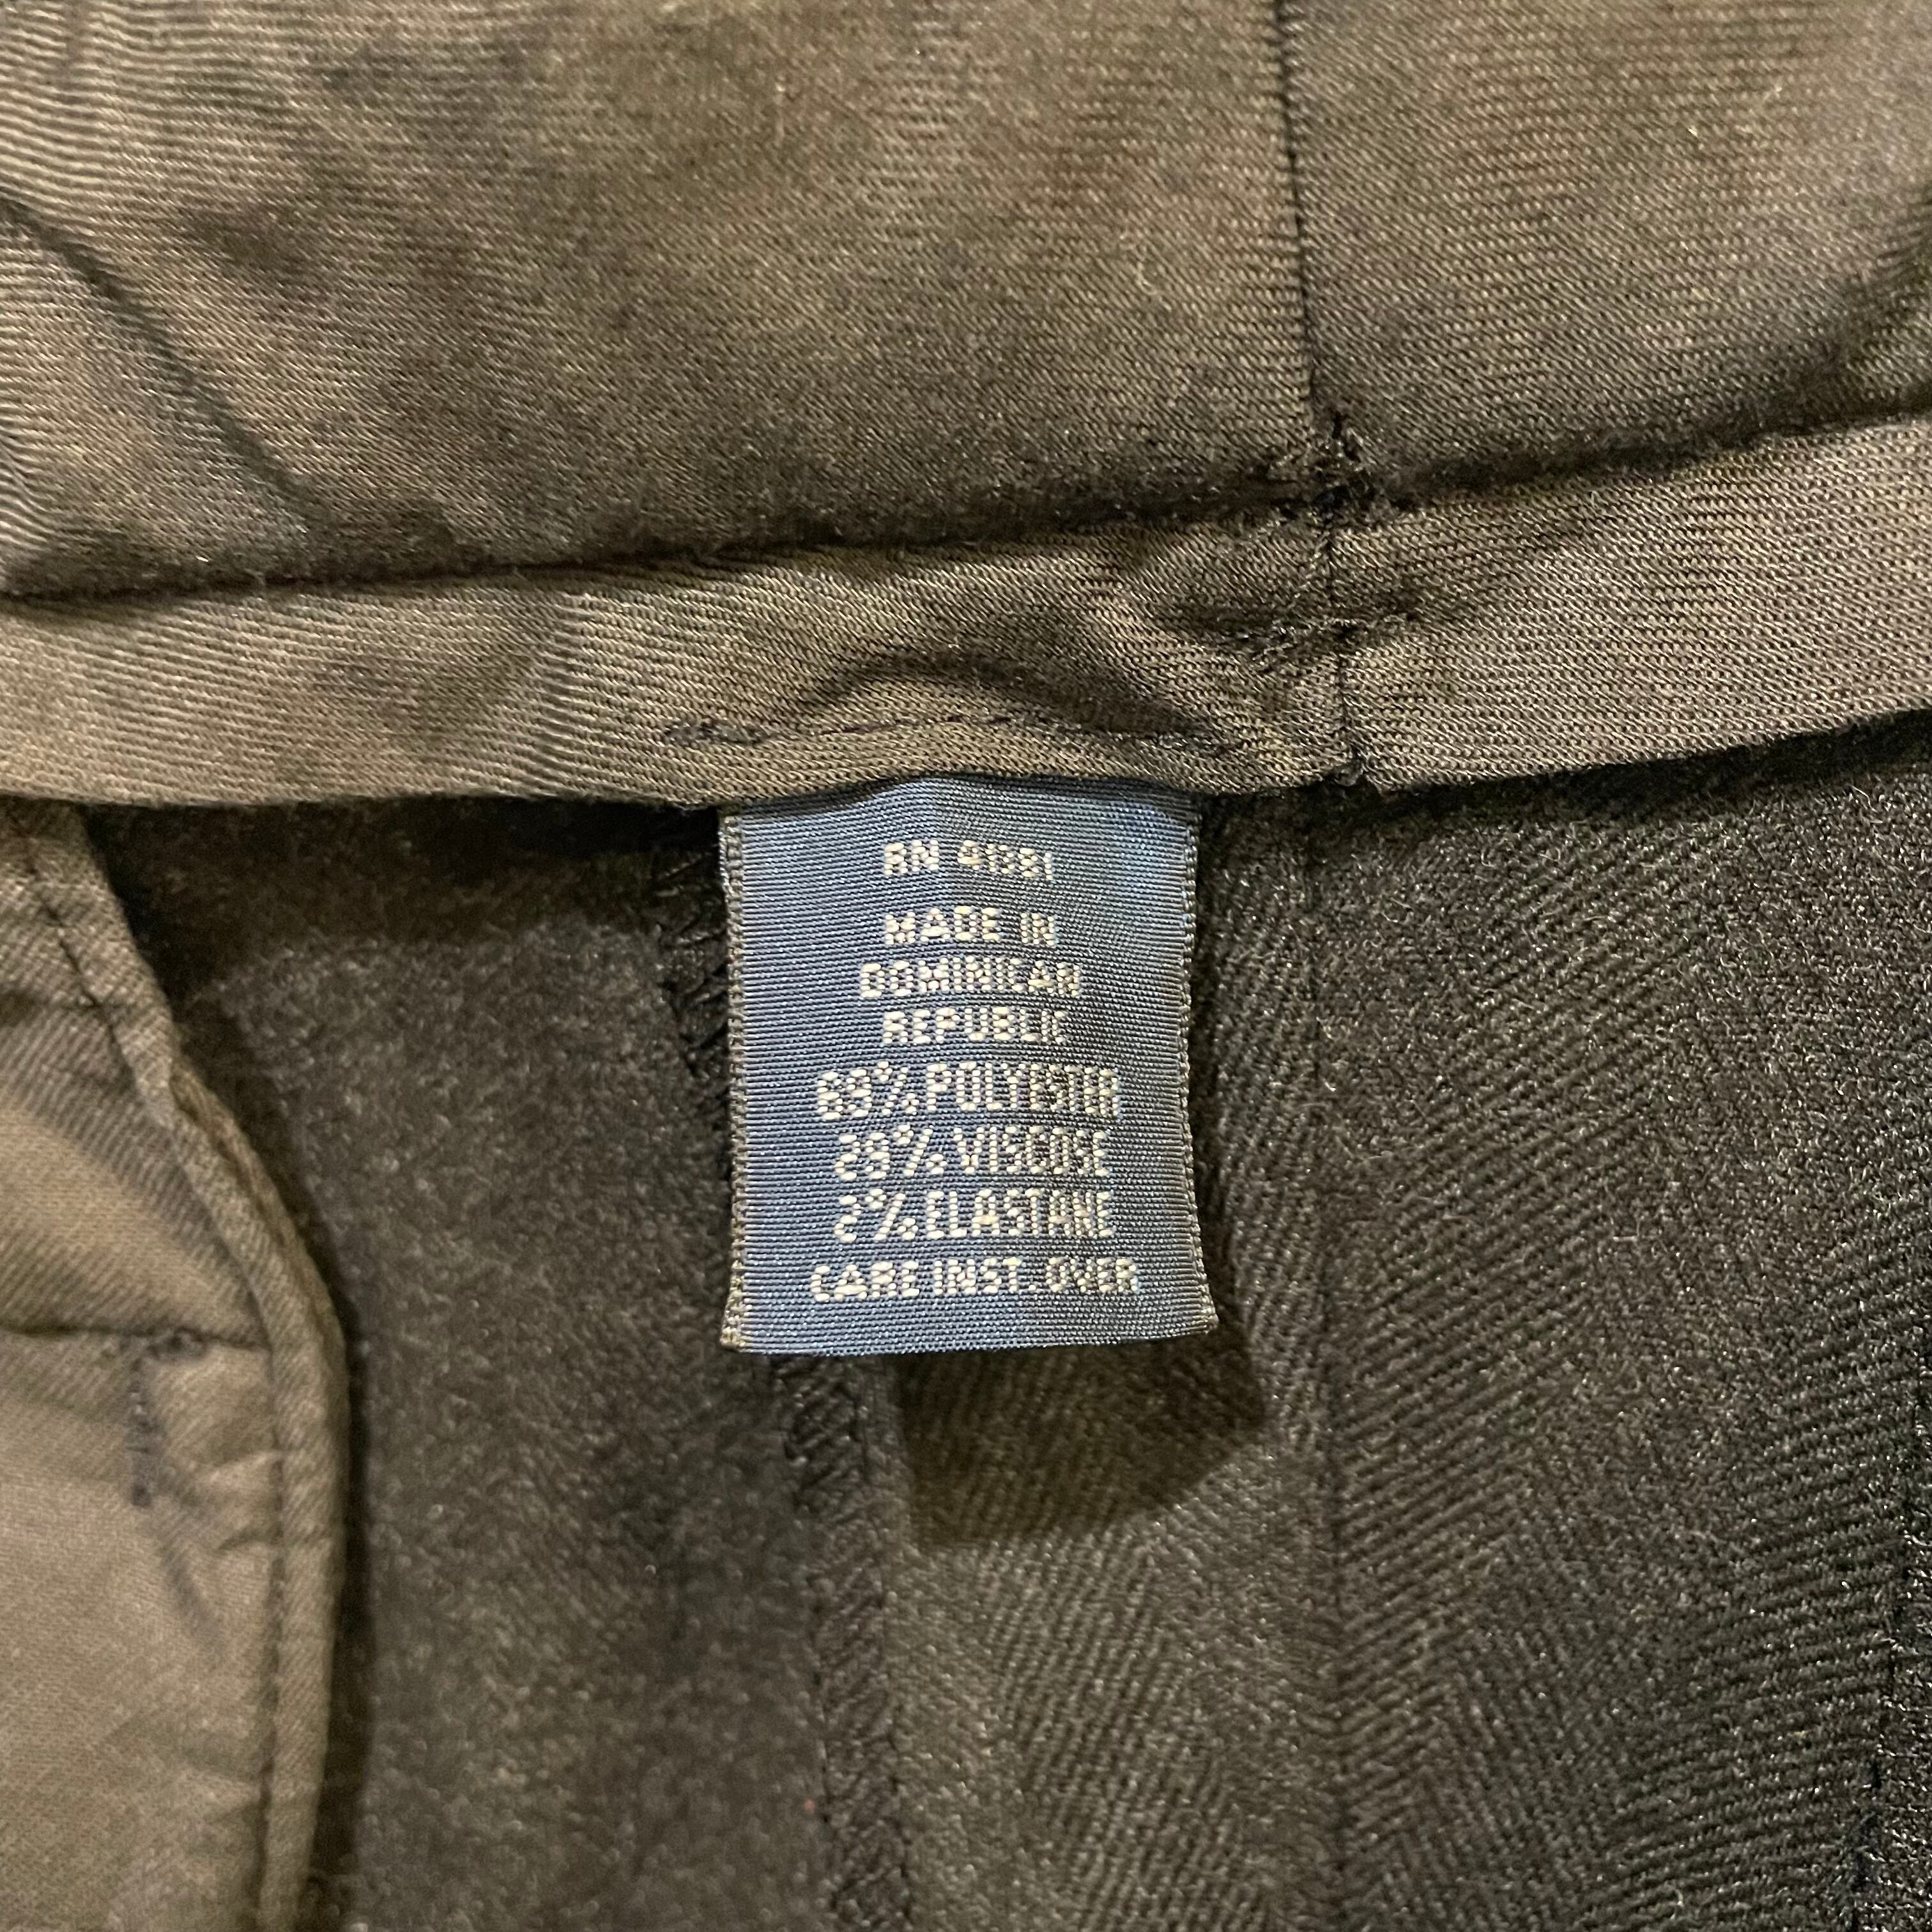 RN 41381
MADE IN
DOMINICAN
REPUBLIC
69% POLYESTER
29% VISCOSE
2% ELASTANE
CARE INST. OVER